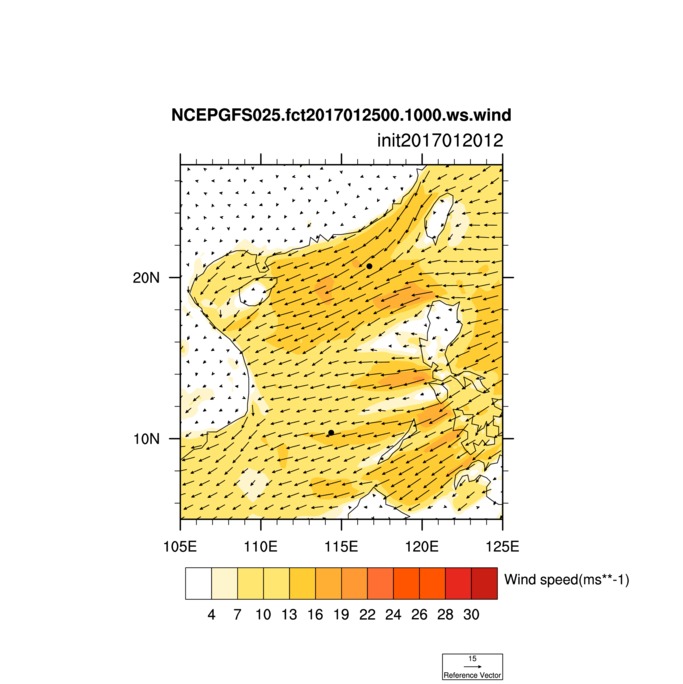 NCEPGFS025.fct2017012500.1000.ws.wind
init2017012012
20N
10N
105E 110E 115E 120E 125E
Wind speed(ms**-1)
4 7 10 13 16 19 22 24 26 28 30
15
Reference Vector